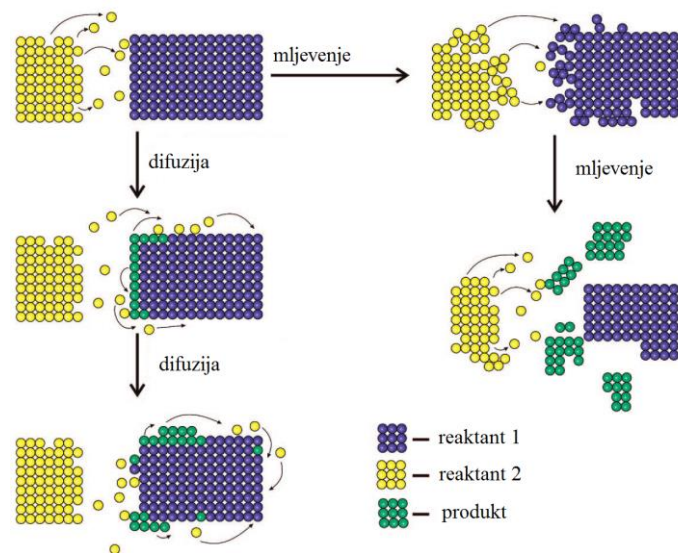 mljevenje
difuzija
mljevenje
difuzija
reaktant 1
reaktant 2
produkt